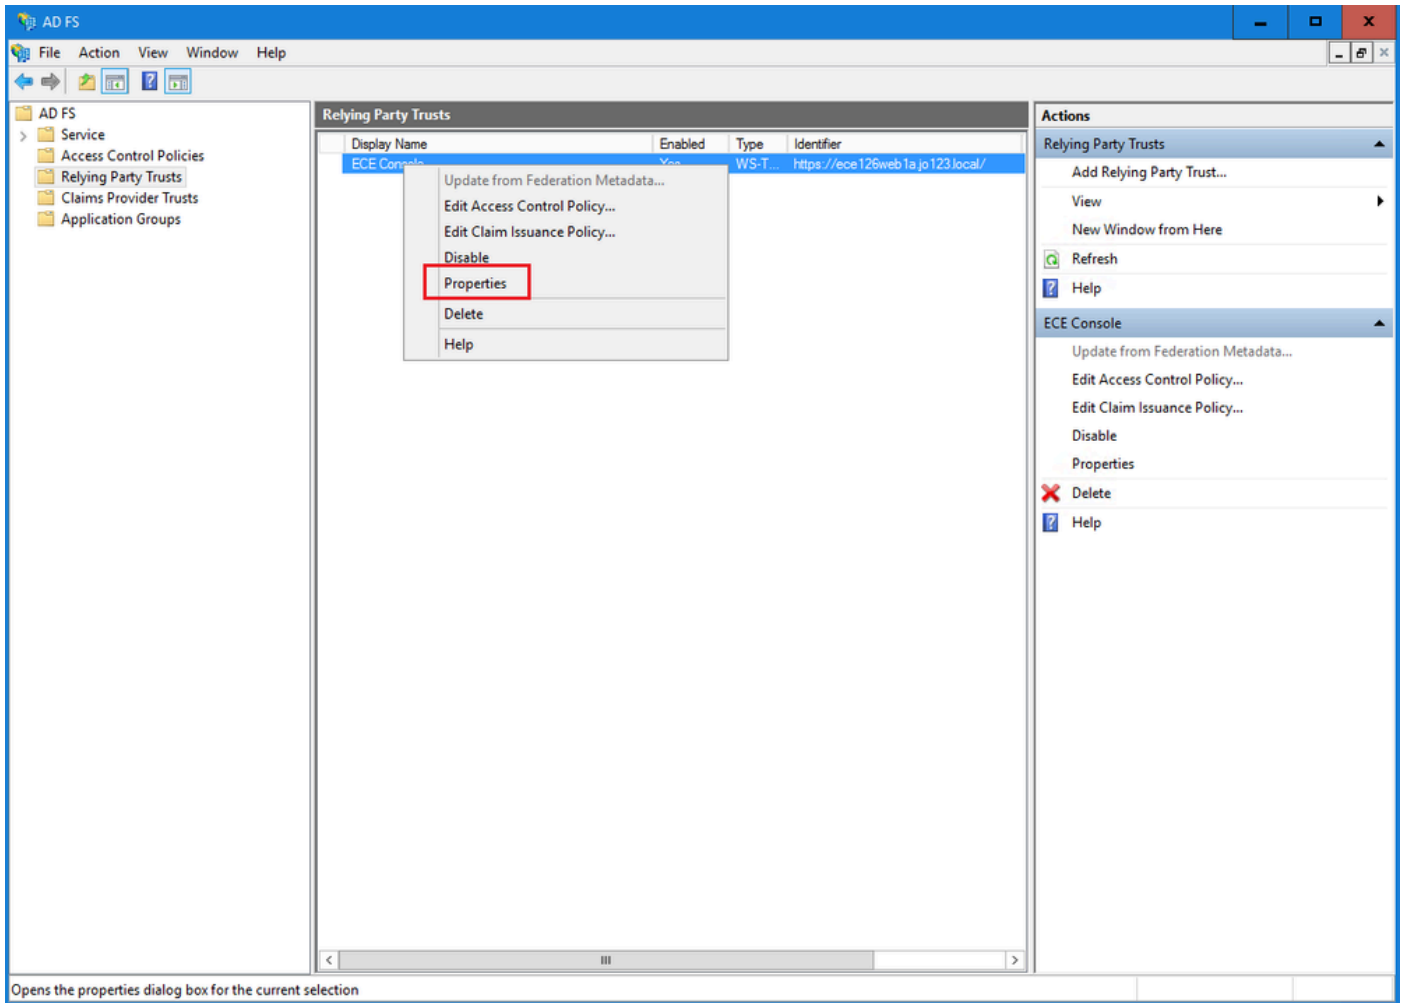 AD FS
File Action View Window Help
AD FS
Service
Access Control Policies
Relying Party Trusts
Claims Provider Trusts
Application Groups
Relying Party Trusts
Display Name Enabled Type Identifier
ECE Console Yes WS-T... https://ece126web1a.jo123.local/
Update from Federation Metadata...
Edit Access Control Policy...
Edit Claim Issuance Policy...
Disable
Properties
Delete
Help
Actions
Relying Party Trusts
Add Relying Party Trust...
View
New Window from Here
Refresh
Help
ECE Console
Update from Federation Metadata...
Edit Access Control Policy...
Edit Claim Issuance Policy...
Disable
Properties
Delete
Help
Opens the properties dialog box for the current selection